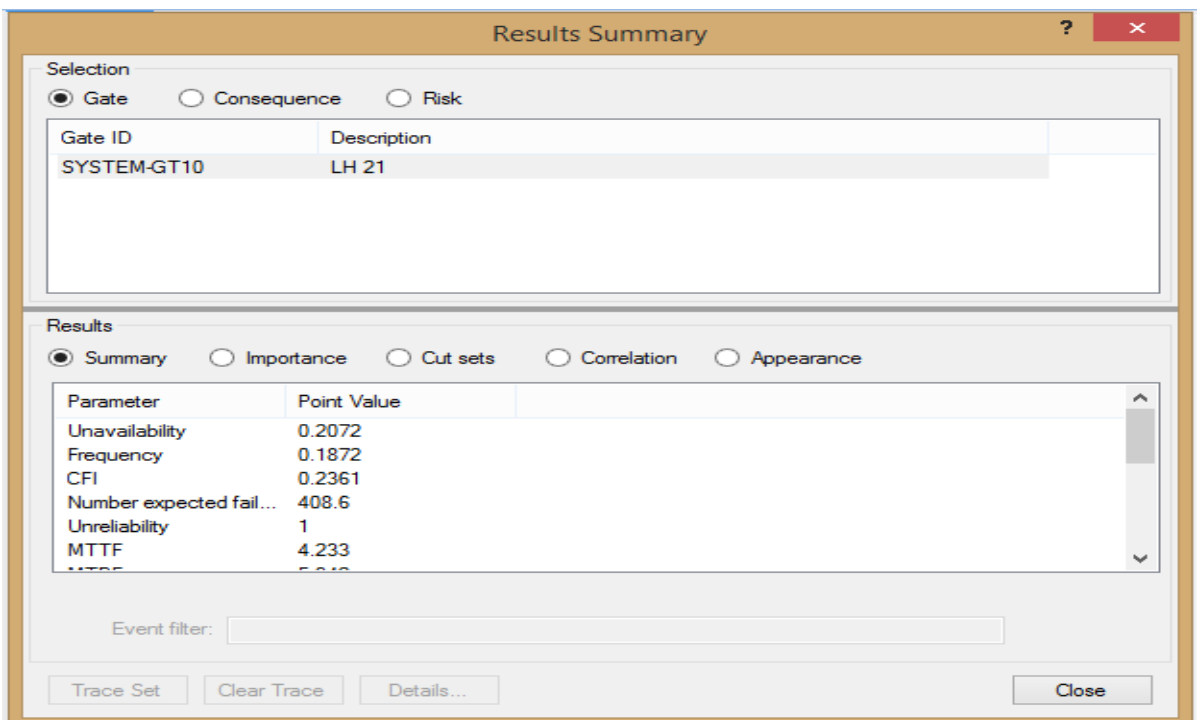 Results Summary ?
Selection
Gate Consequence Risk
Gate ID Description
SYSTEM-GT10 LH 21
Results
Summary Importance Cut sets Correlation Appearance
Parameter Point Value
Unavailability 0.2072
Frequency 0.1872
CFI 0.2361
Number expected fail... 408.6
Unreliability 1
MTTF 4.233
Event filter:
Trace Set Clear Trace Details... Close